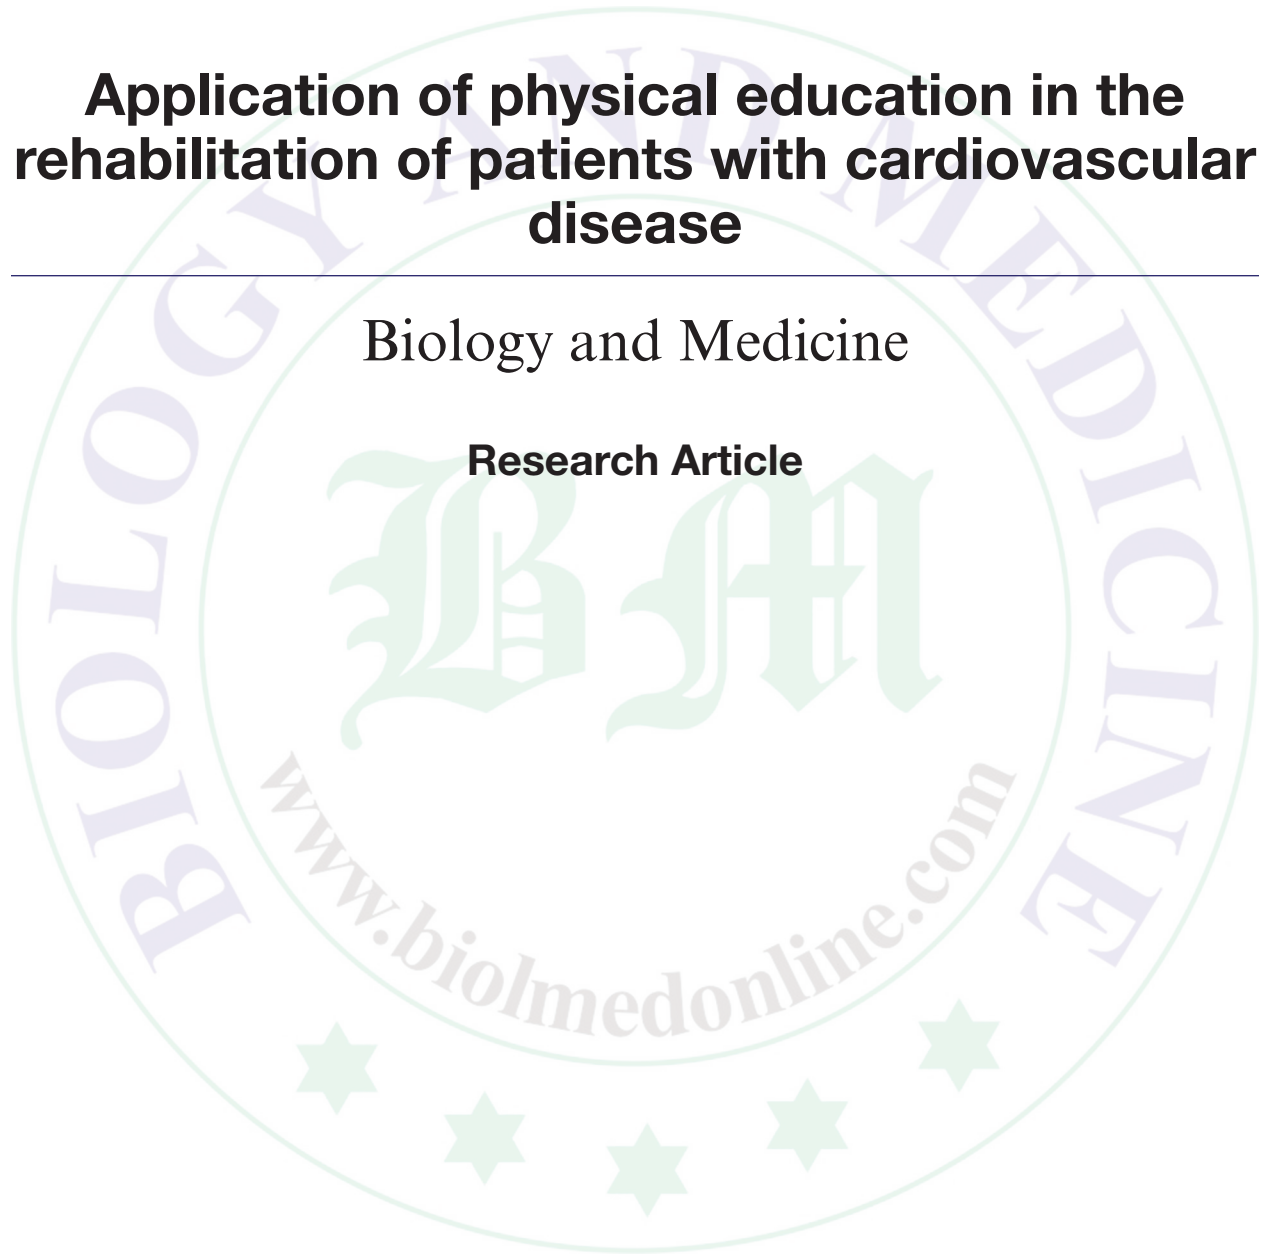 Application of physical education in the
rehabilitation of patients with cardiovascular
disease
Biology and Medicine
Research Article
BIOLOGY AND MEDICINE
BM
www.biolmedonline.com